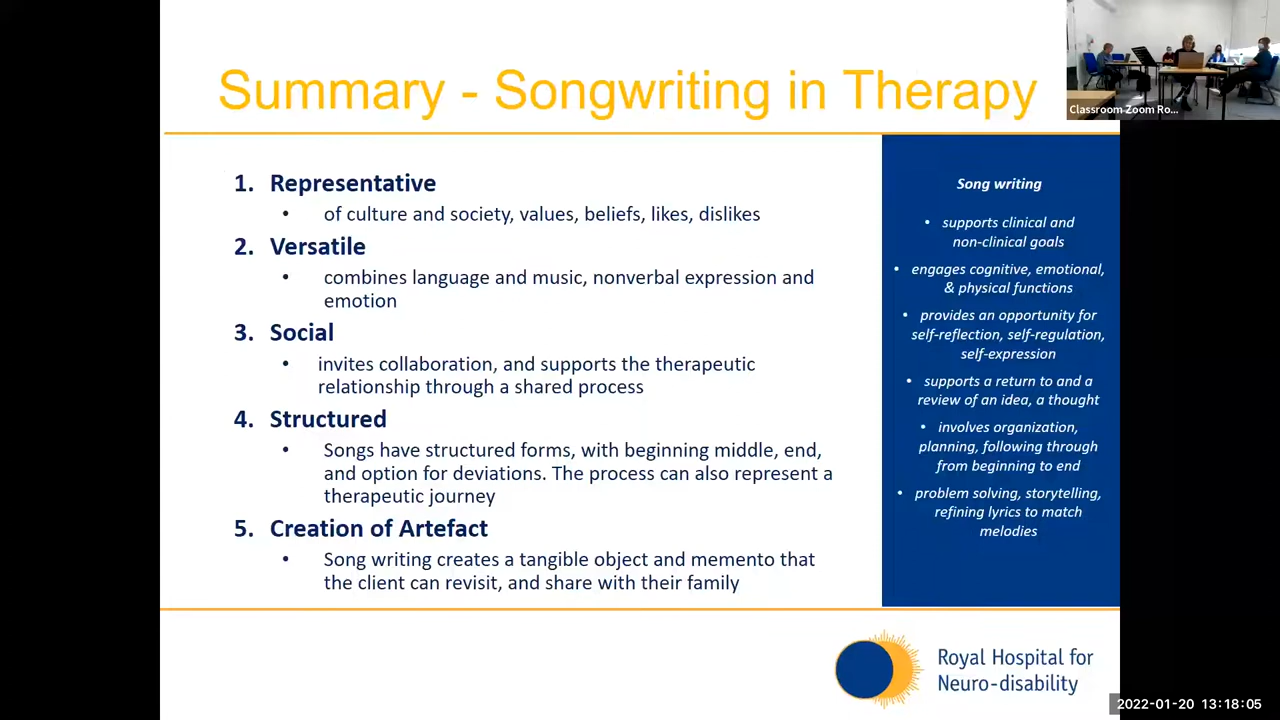 Summary - Songwriting in Therapy
Classroom Zoom Ro...
1. Representative
• of culture and society, values, beliefs, likes, dislikes
2. Versatile
• combines language and music, nonverbal expression and
emotion
3. Social
• invites collaboration, and supports the therapeutic
relationship through a shared process
4. Structured
• Songs have structured forms, with beginning middle, end,
and option for deviations. The process can also represent a
therapeutic journey
5. Creation of Artefact
• Song writing creates a tangible object and memento that
the client can revisit, and share with their family
Song writing
• supports clinical and
non-clinical goals
• engages cognitive, emotional,
& physical functions
• provides an opportunity for
self-reflection, self-regulation,
self-expression
• supports a return to and a
review of an idea, a thought
• involves organization,
planning, following through
from beginning to end
• problem solving, storytelling,
refining lyrics to match
melodies
Royal Hospital for
Neuro-disability
2022-01-20 13:18:05